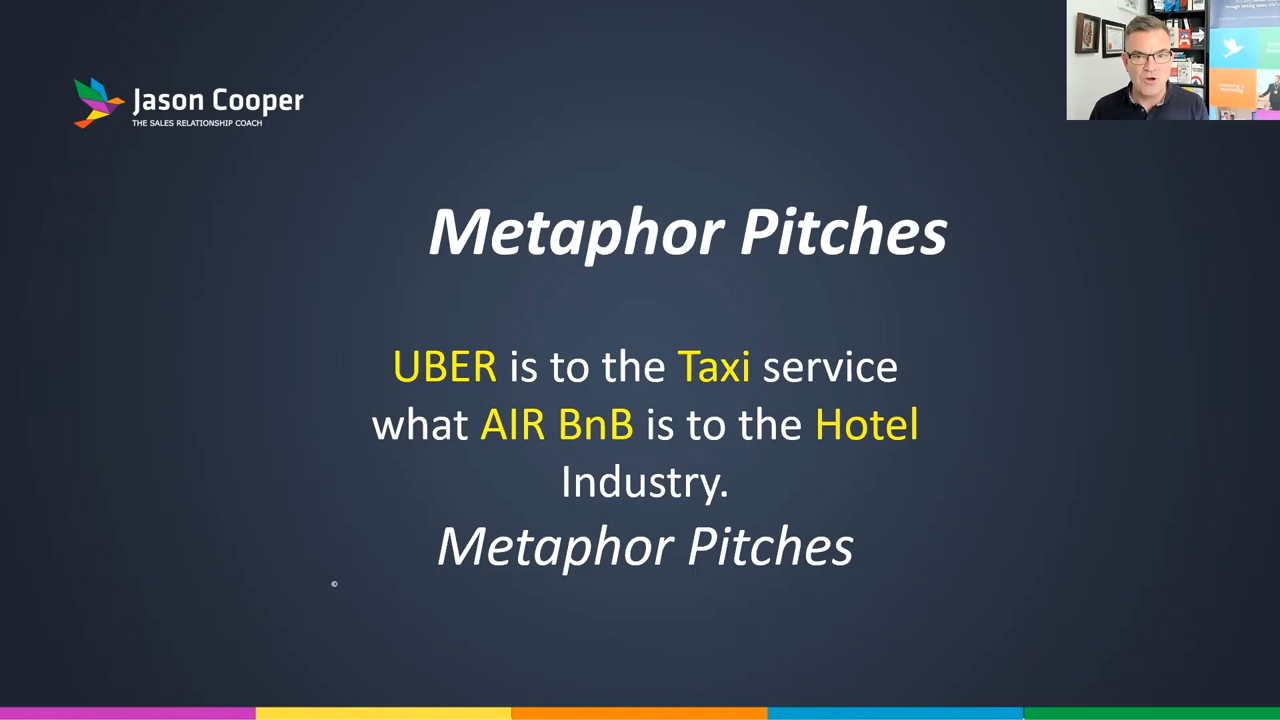 Jason Cooper
THE SALES RELATIONSHIP COACH
Metaphor Pitches
UBER is to the Taxi service
what AIR BnB is to the Hotel
Industry.
Metaphor Pitches
©